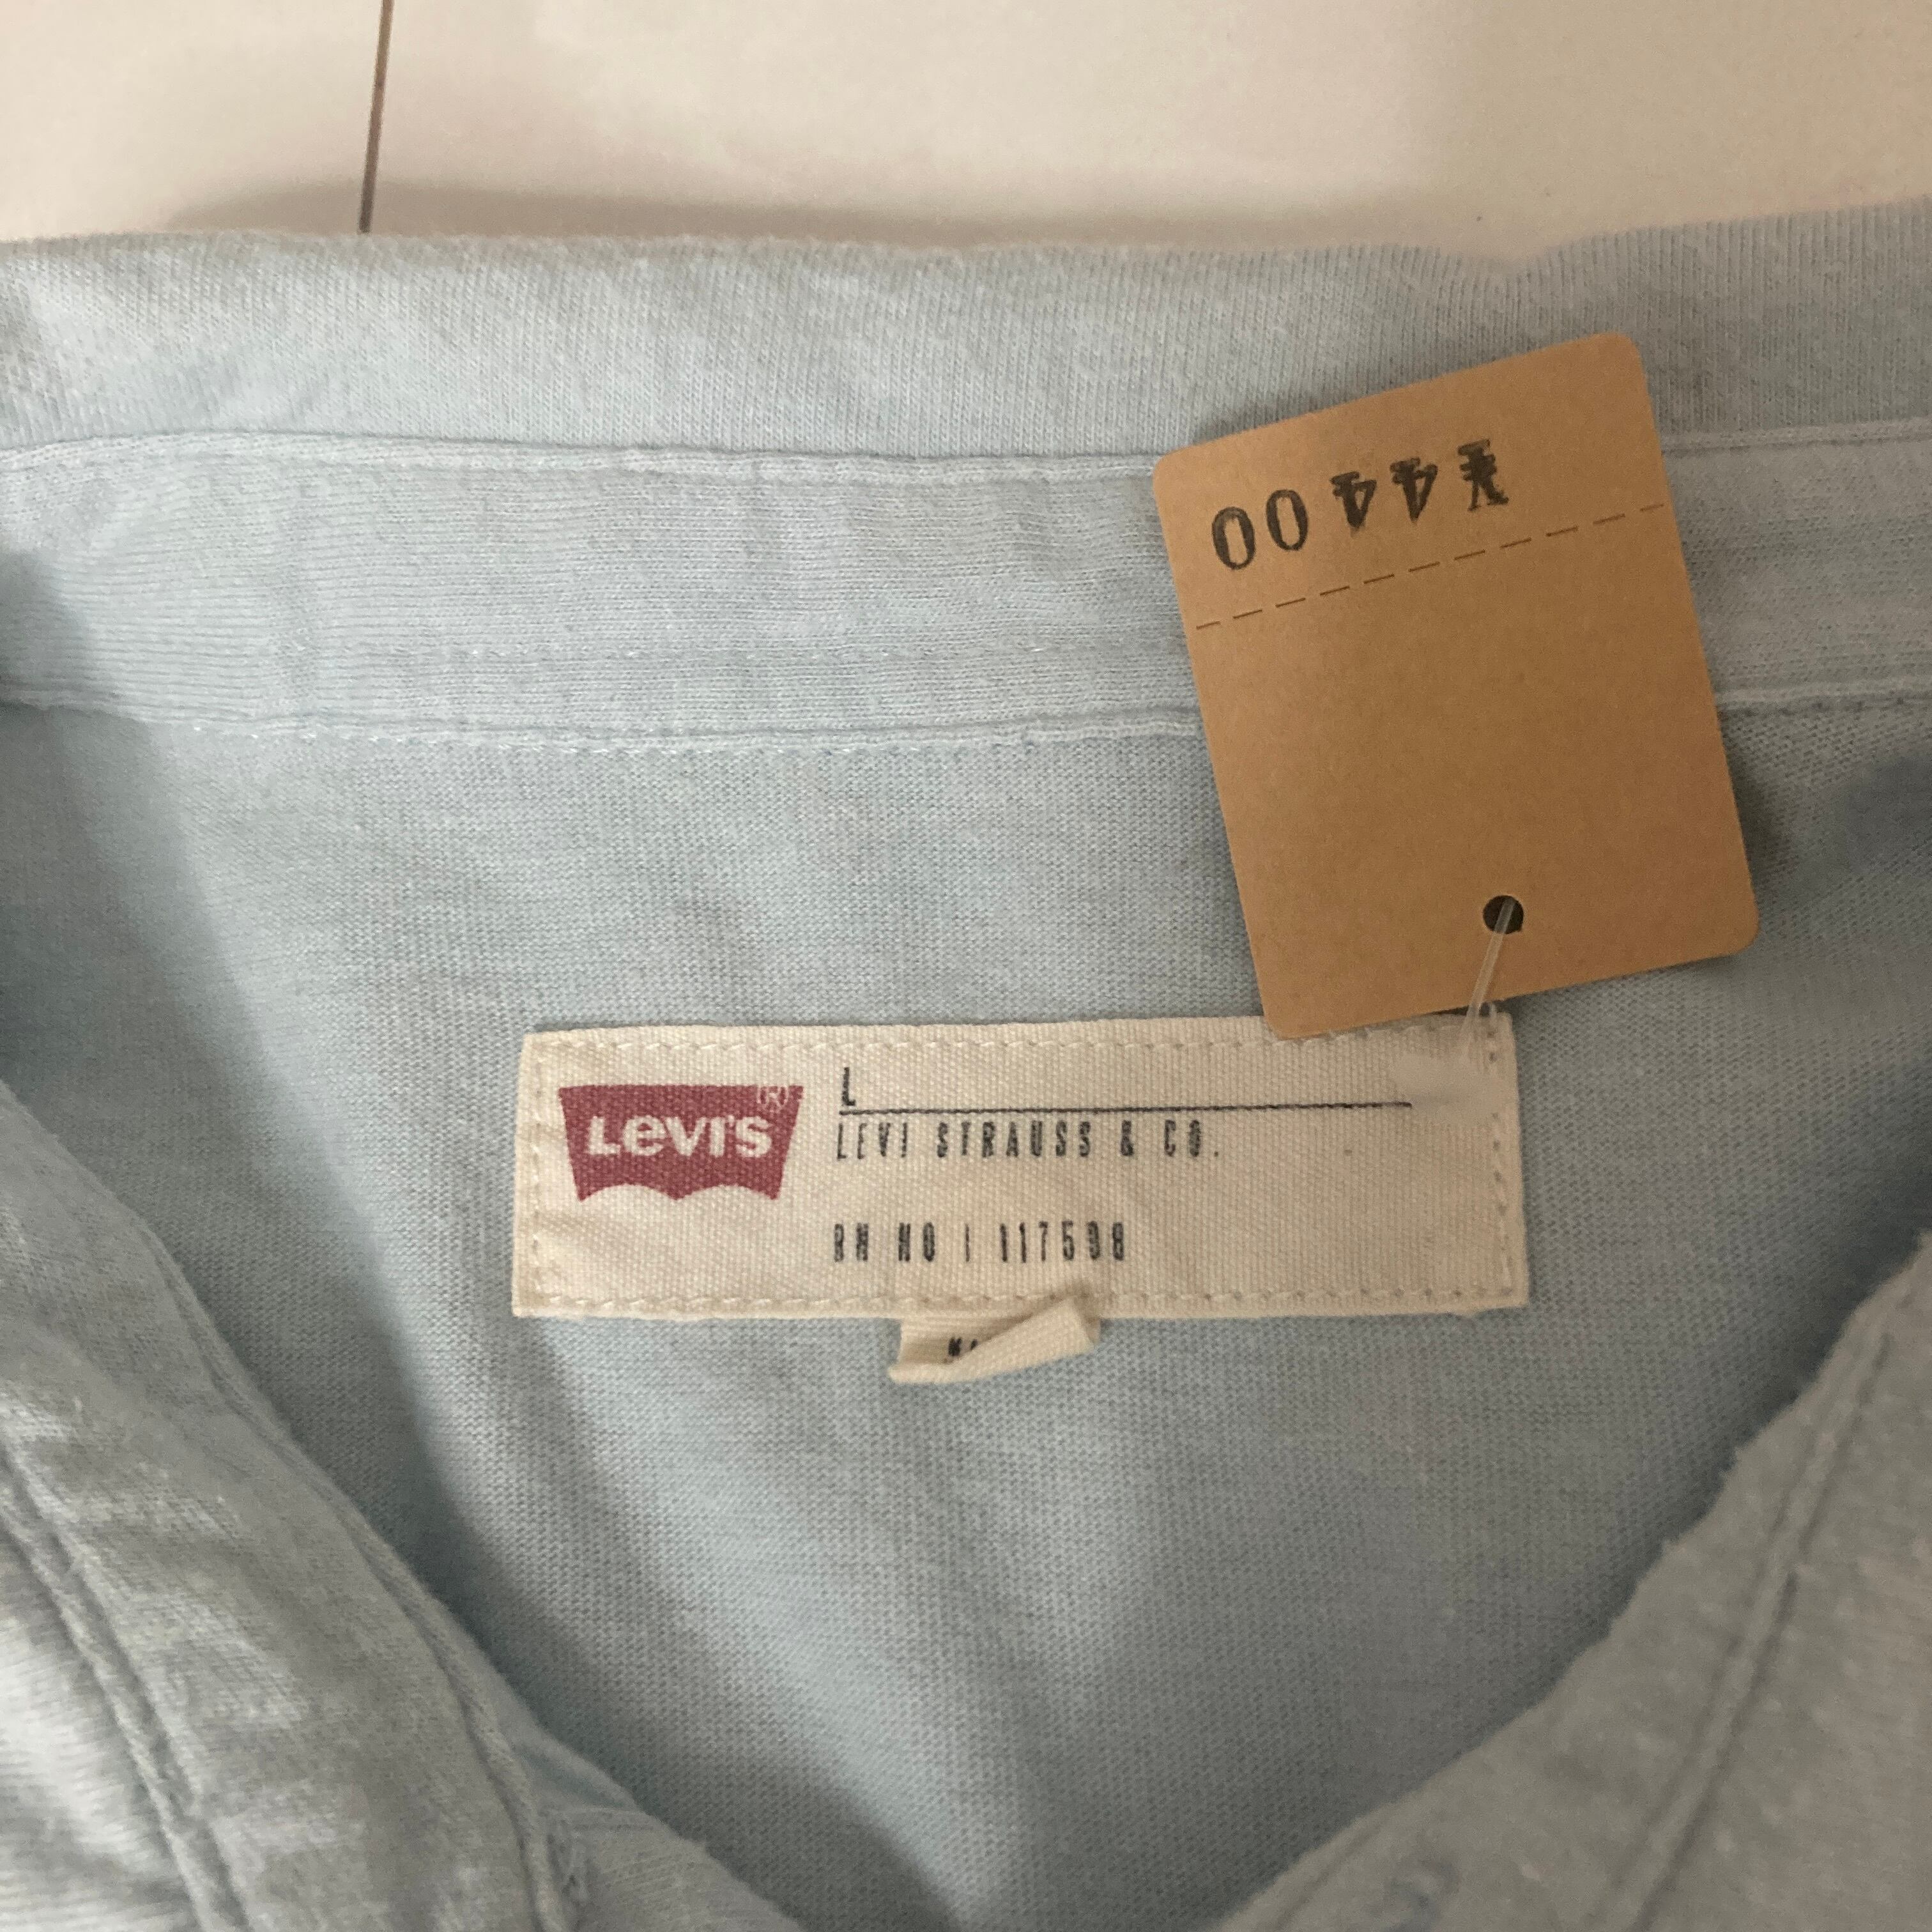 ¥4400
LEVI'S®
L
LEVI STRAUSS & CO.
RN NO | 117598